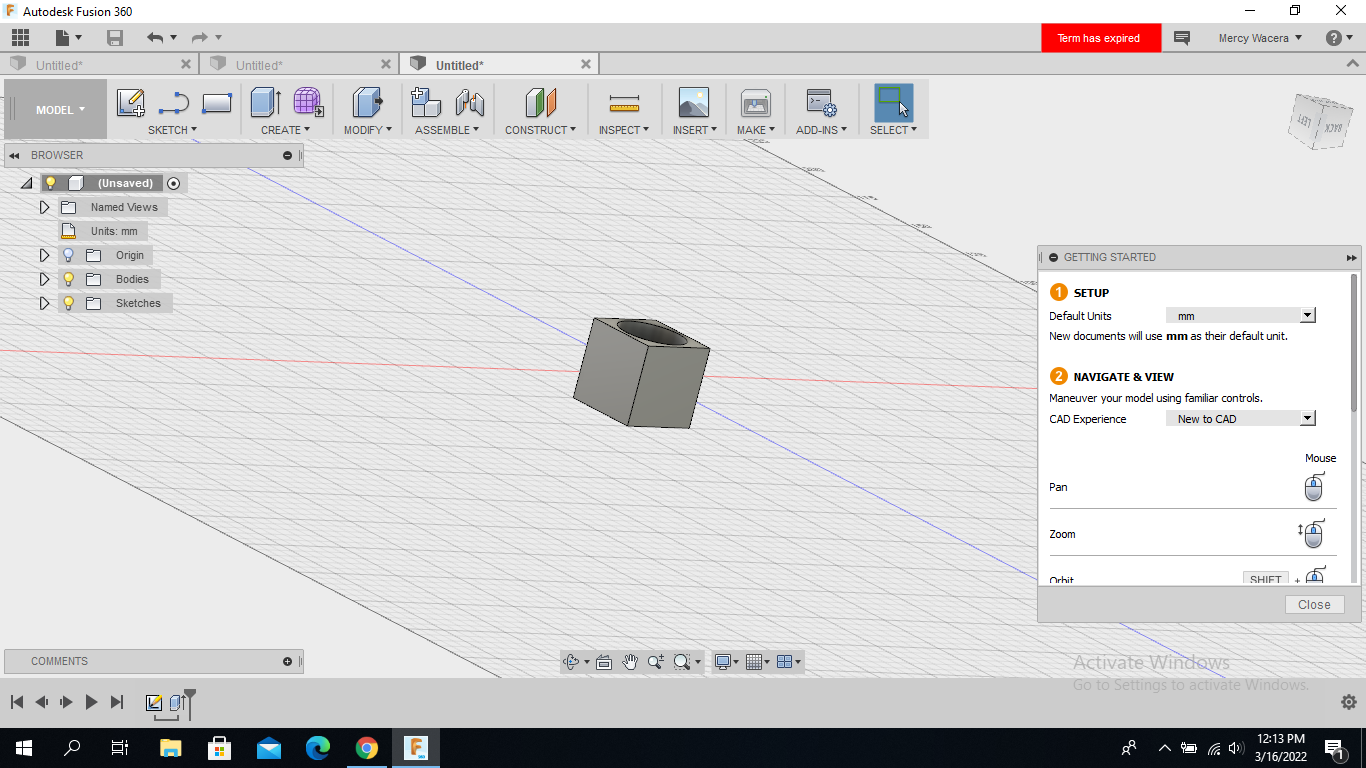 Autodesk Fusion 360
Term has expired
Mercy Wacera
Untitled*
Untitled*
Untitled*
MODEL
SKETCH
CREATE
MODIFY
ASSEMBLE
CONSTRUCT
INSPECT
INSERT
MAKE
ADD-INS
SELECT
LEFT
BACK
BROWSER
(Unsaved)
Named Views
Units: mm
Origin
Bodies
Sketches
GETTING STARTED
1 SETUP
Default Units mm
New documents will use mm as their default unit.
2 NAVIGATE & VIEW
Maneuver your model using familiar controls.
CAD Experience New to CAD
Mouse
Pan
Zoom
Orbit SHIFT +
Close
COMMENTS
Activate Windows
Go to Settings to activate Windows.
12:13 PM
3/16/2022
1